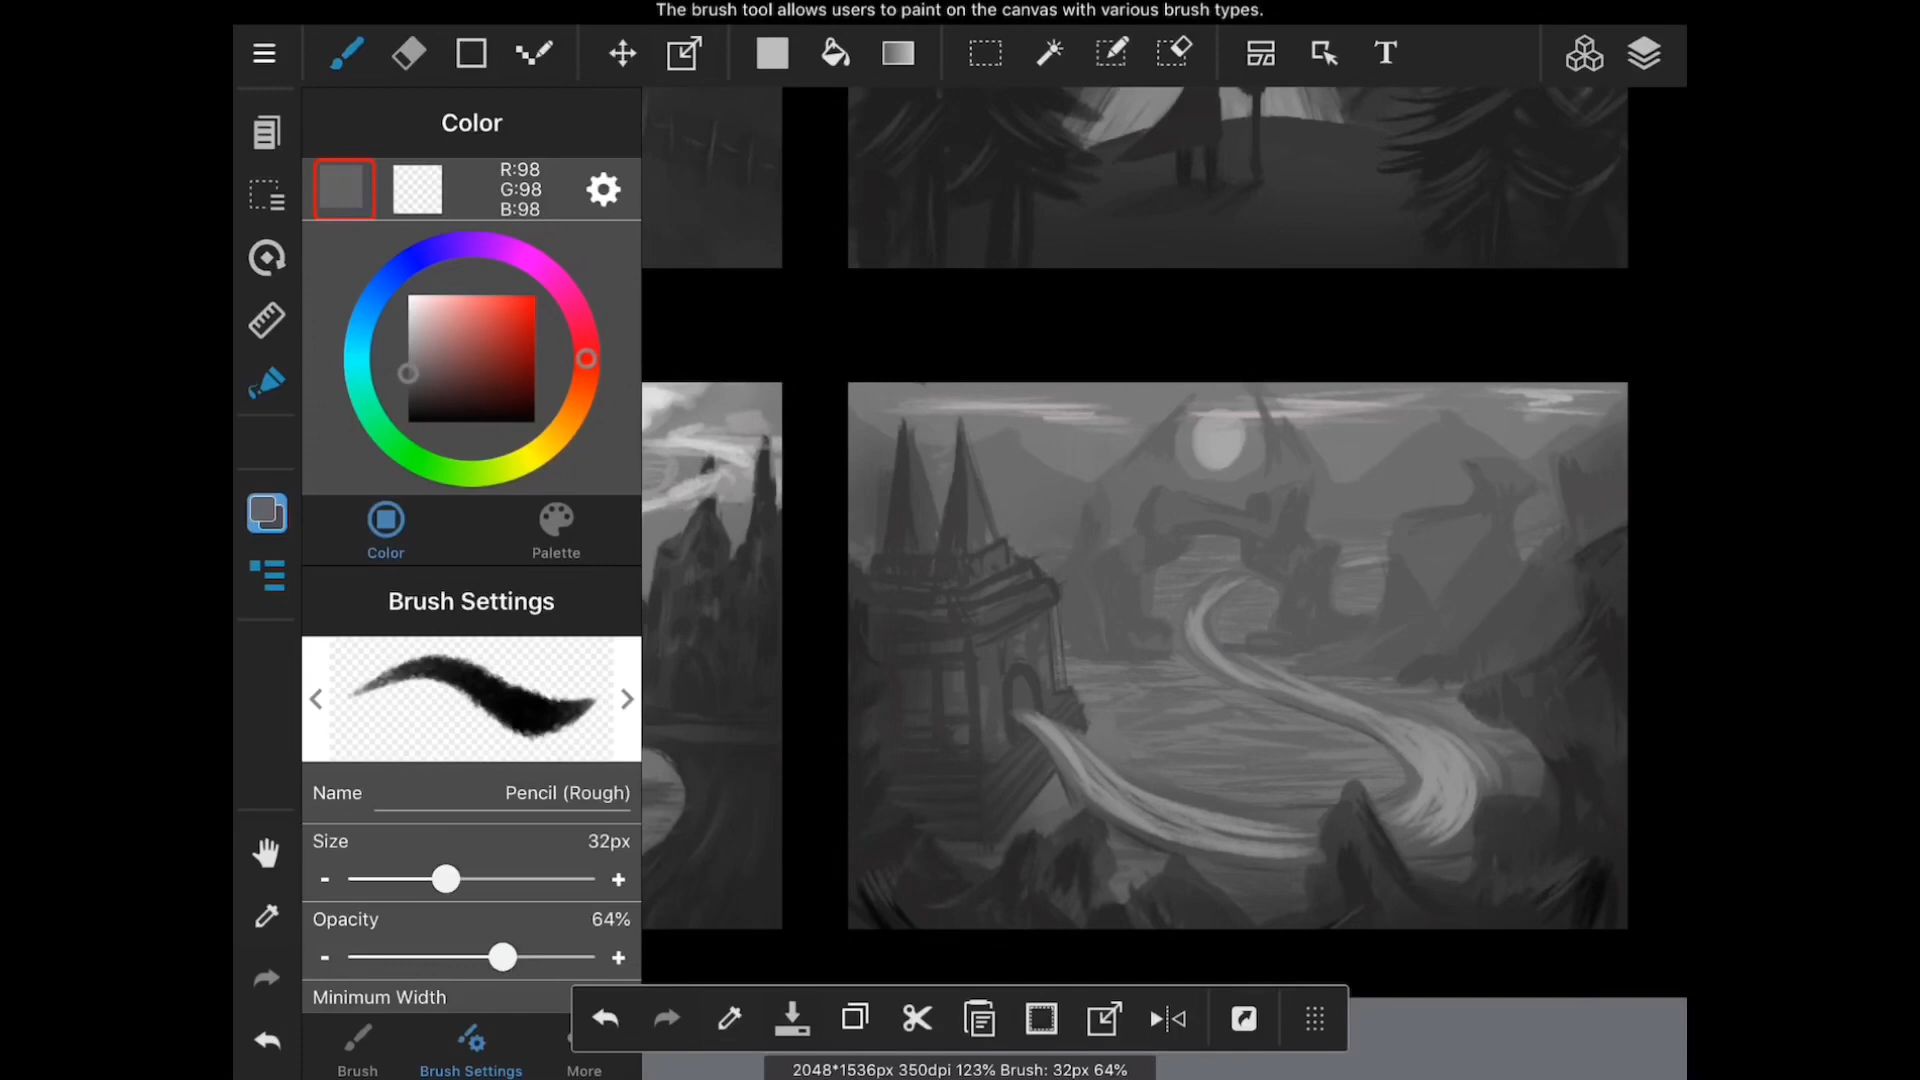 The brush tool allows users to paint on the canvas with various brush types.
T
Color
R:98
G:98
B:98
Color
Palette
Brush Settings
Name
Pencil (Rough)
Size
32px
-
+
Opacity
64%
-
+
Minimum Width
Brush
Brush Settings
More
2048*1536px 350dpi 123% Brush: 32px 64%